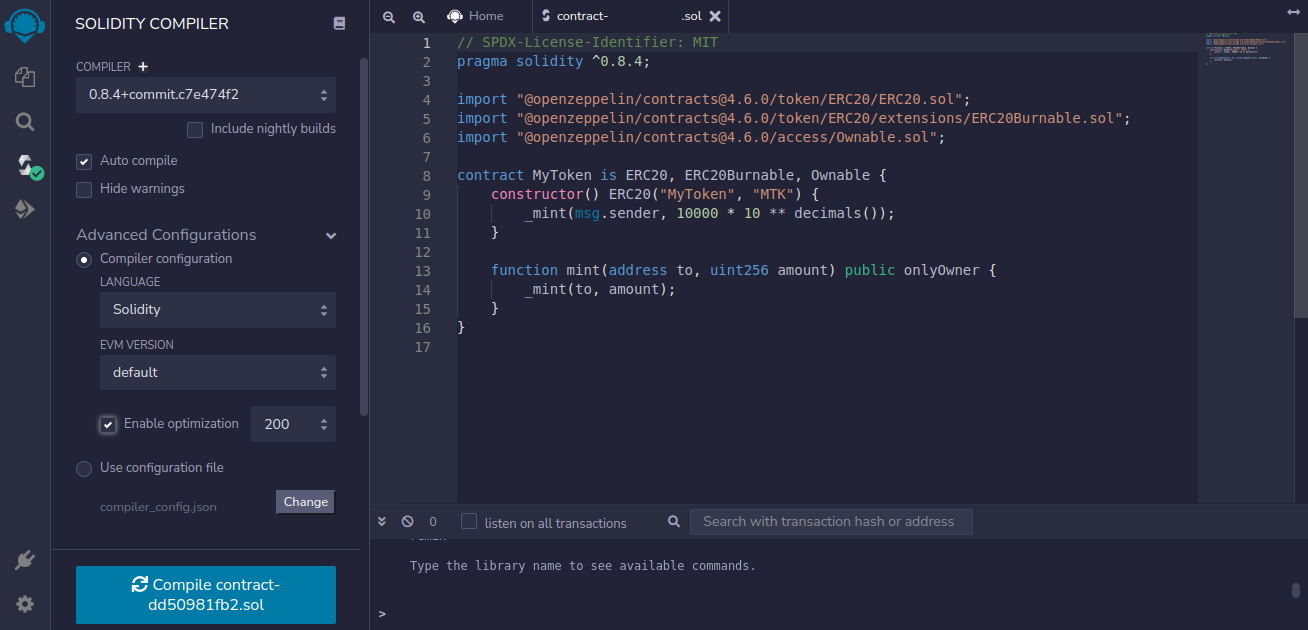 SOLIDITY COMPILER
COMPILER +
0.8.4+commit.c7e474f2
Include nightly builds
Auto compile
Hide warnings
Advanced Configurations
Compiler configuration
LANGUAGE
Solidity
EVM VERSION
default
Enable optimization 200
Use configuration file
compiler_config.json Change
Compile contract-
dd50981fb2.sol
Home contract- .sol
1 // SPDX-License-Identifier: MIT
2 pragma solidity ^0.8.4;
3
4 import "@openzeppelin/contracts@4.6.0/token/ERC20/ERC20.sol";
5 import "@openzeppelin/contracts@4.6.0/token/ERC20/extensions/ERC20Burnable.sol";
6 import "@openzeppelin/contracts@4.6.0/access/Ownable.sol";
7
8 contract MyToken is ERC20, ERC20Burnable, Ownable {
9     constructor() ERC20("MyToken", "MTK") {
10         _mint(msg.sender, 10000 * 10 ** decimals());
11     }
12
13     function mint(address to, uint256 amount) public onlyOwner {
14         _mint(to, amount);
15     }
16 }
17
0 listen on all transactions Search with transaction hash or address
Type the library name to see available commands.
>